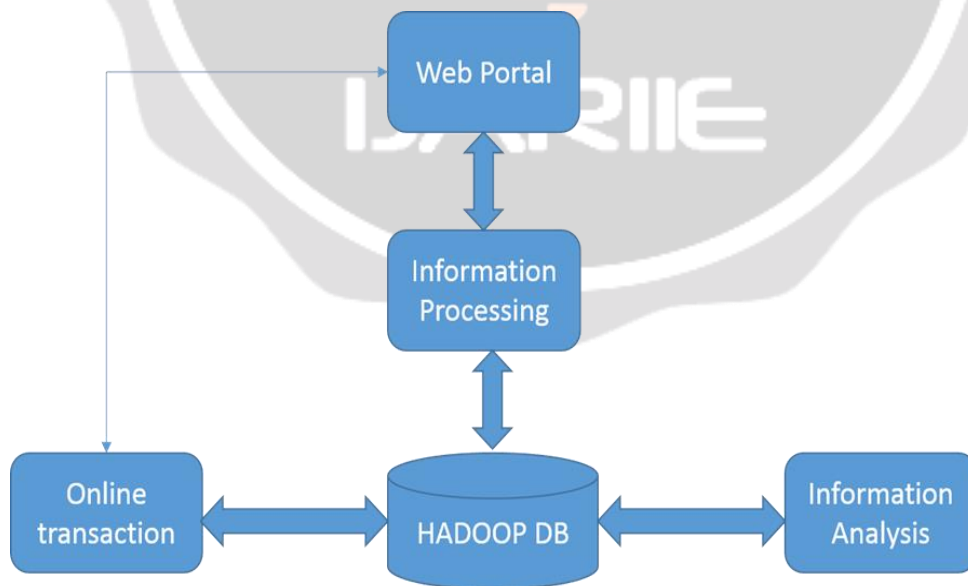 Web Portal
IJARIIE
Information
Processing
Online
transaction
HADOOP DB
Information
Analysis